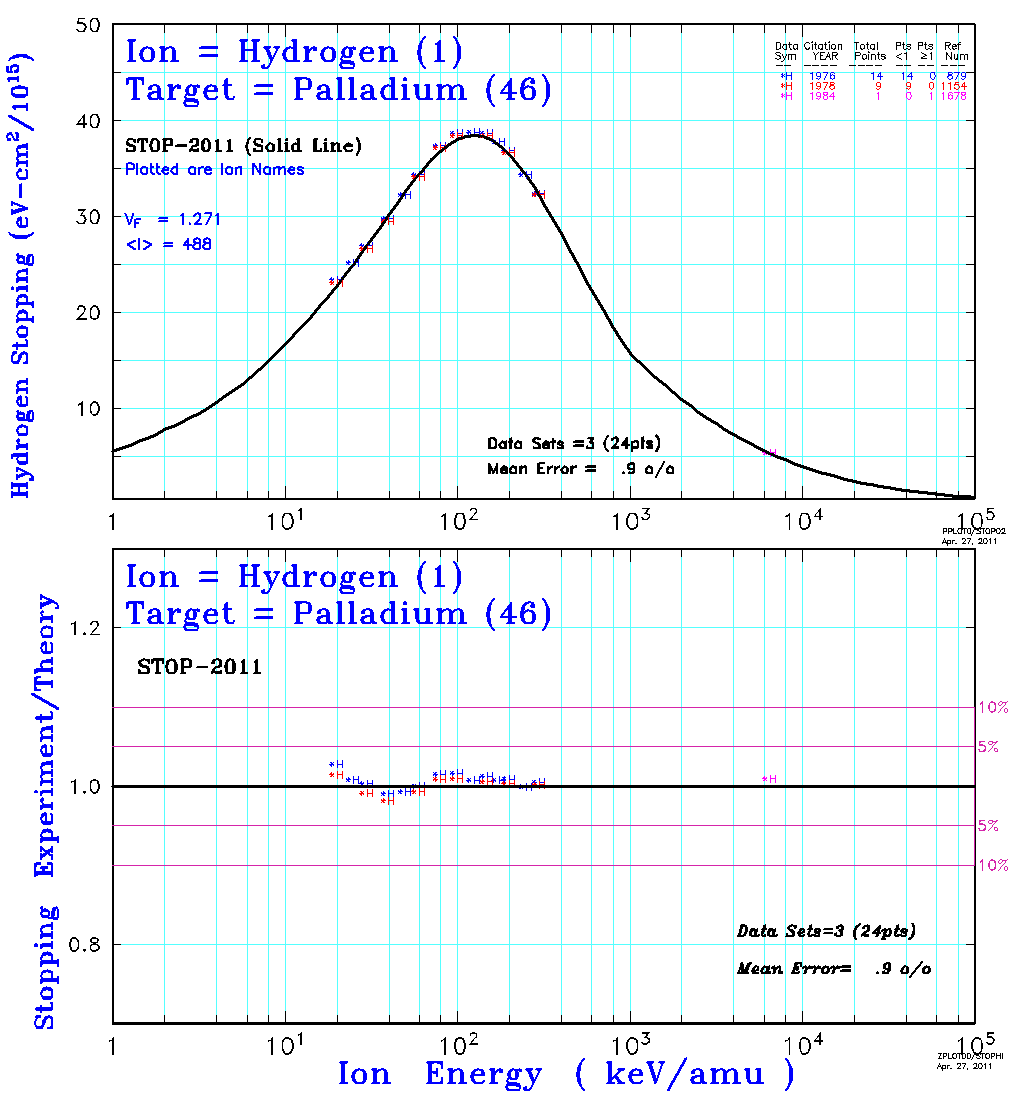 Ion = Hydrogen (1)
Target = Palladium (46)
STOP-2011 (Solid Line)
Plotted are Ion Names
VF = 1.271
<I> = 488
Data Citation Total Pts Pts Ref
Sym YEAR Points <1 ≥1 Num
*H 1976 14 14 0 879
*H 1978 9 9 0 1154
*H 1984 1 0 1 1678
Hydrogen Stopping (eV-cm²/10¹⁵)
50
40
30
20
10
Data Sets =3 (24pts)
Mean Error = .9 o/o
1 10¹ 10² 10³ 10⁴ 10⁵
PPLOT0/STOP02
Apr. 27, 2011
Ion = Hydrogen (1)
Target = Palladium (46)
STOP-2011
Stopping Experiment/Theory
1.2
1.0
0.8
10%
5%
5%
10%
Data Sets=3 (24pts)
Mean Error= .9 o/o
1 10¹ 10² 10³ 10⁴ 10⁵
Ion Energy ( keV/amu )
Apr. 27, 2011